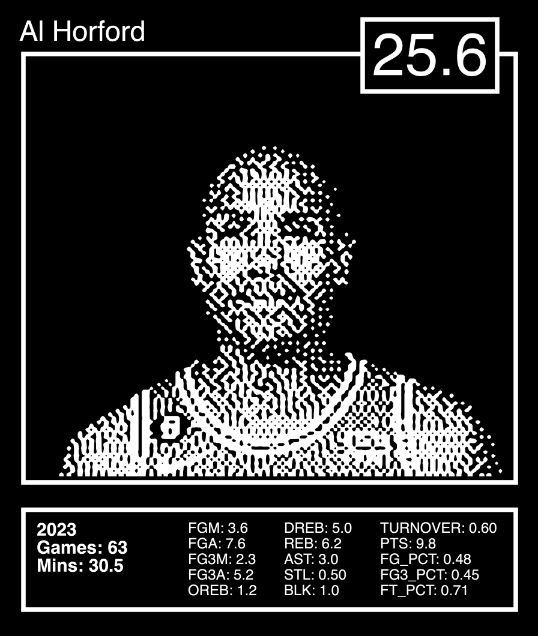 Al Horford
25.6
2023
Games: 63
Mins: 30.5
FGM: 3.6
FGA: 7.6
FG3M: 2.3
FG3A: 5.2
OREB: 1.2
DREB: 5.0
REB: 6.2
AST: 3.0
STL: 0.50
BLK: 1.0
TURNOVER: 0.60
PTS: 9.8
FG_PCT: 0.48
FG3_PCT: 0.45
FT_PCT: 0.71